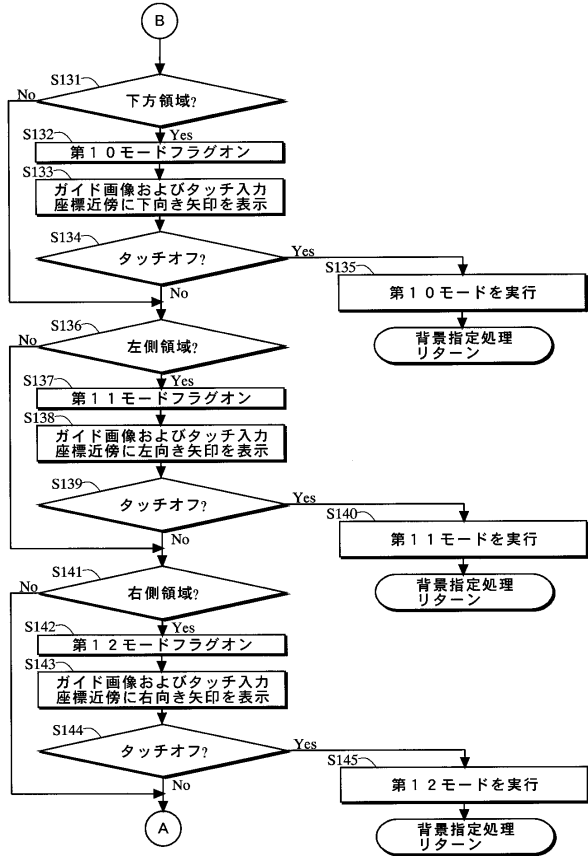 B
S131
下方領域?
No
Yes
S132
第10モードフラグオン
S133
ガイド画像およびタッチ入力
座標近傍に下向き矢印を表示
S134
タッチオフ?
Yes
No
S135
第10モードを実行
背景指定処理
リターン
S136
左側領域?
No
Yes
S137
第11モードフラグオン
S138
ガイド画像およびタッチ入力
座標近傍に左向き矢印を表示
S139
タッチオフ?
Yes
No
S140
第11モードを実行
背景指定処理
リターン
S141
右側領域?
No
Yes
S142
第12モードフラグオン
S143
ガイド画像およびタッチ入力
座標近傍に右向き矢印を表示
S144
タッチオフ?
Yes
No
S145
第12モードを実行
背景指定処理
リターン
A